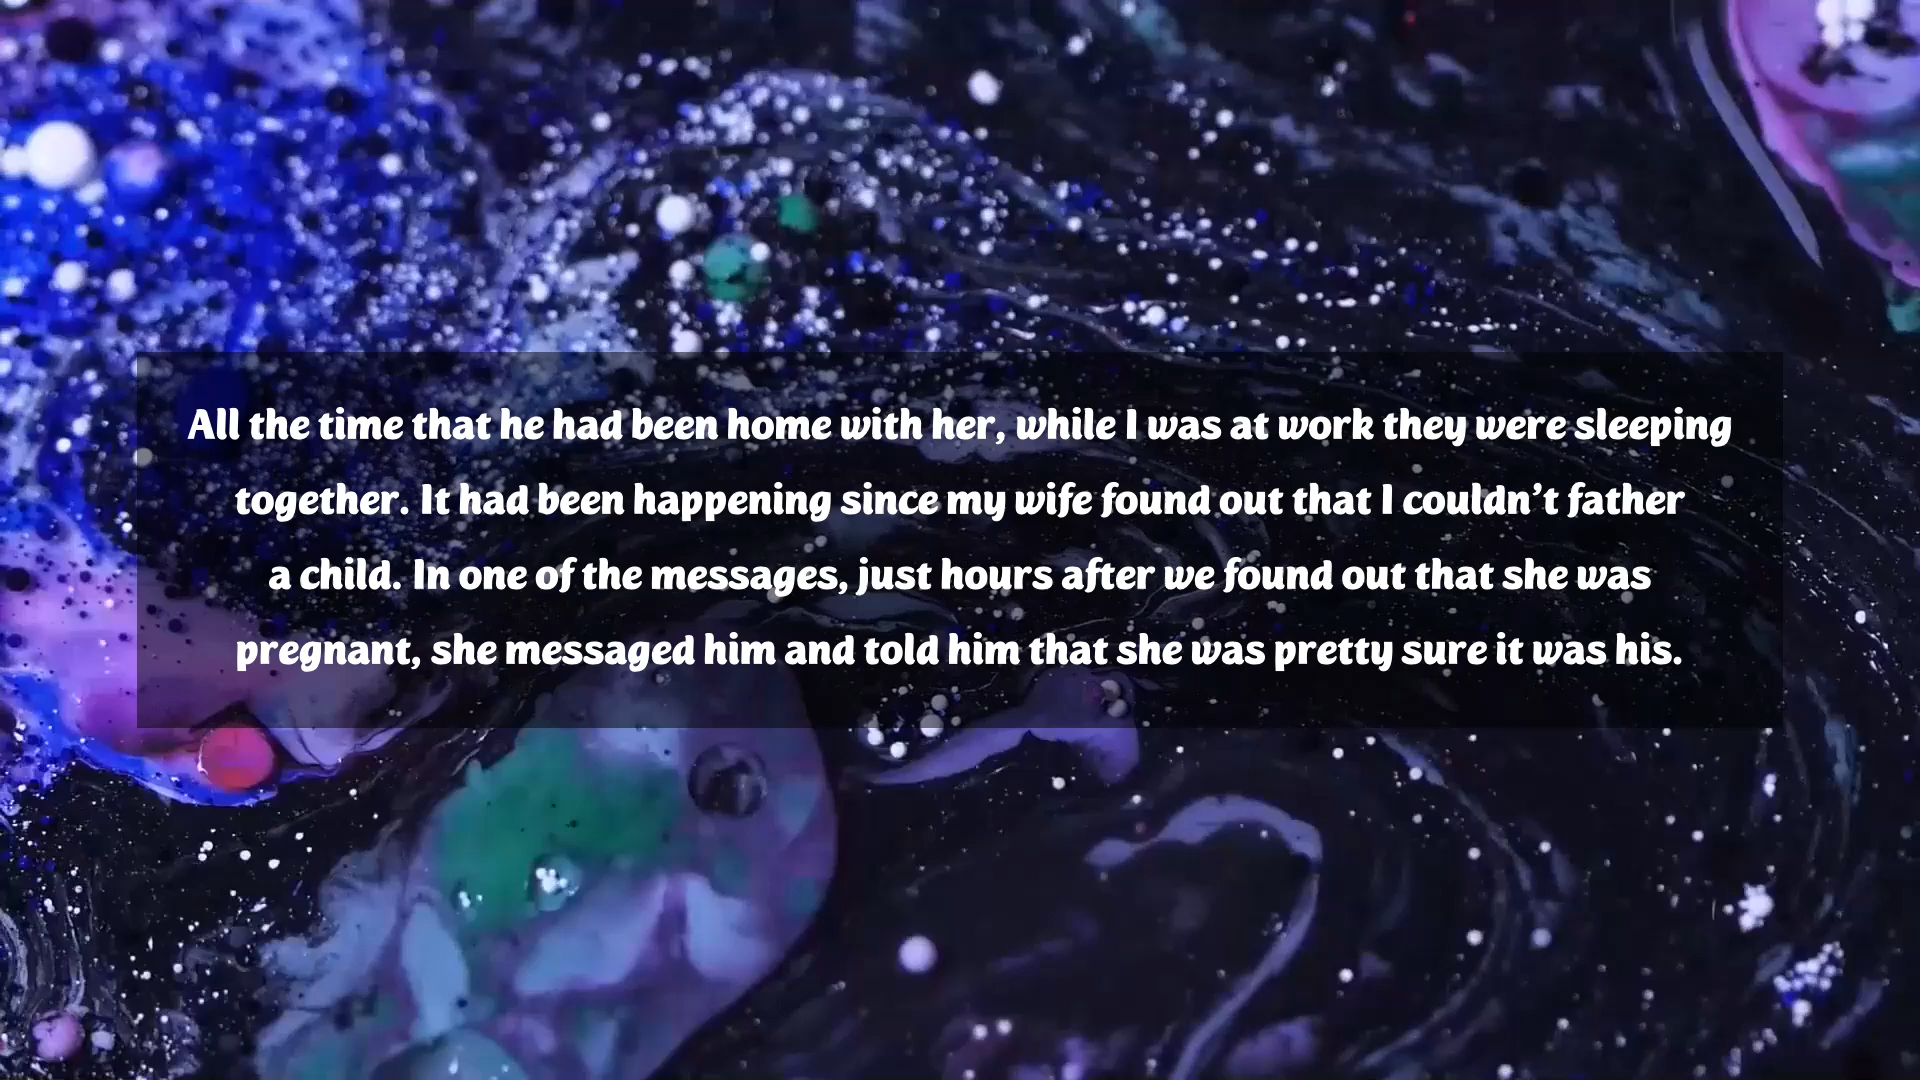 All the time that he had been home with her, while I was at work they were sleeping
together. It had been happening since my wife found out that I couldn’t father
a child. In one of the messages, just hours after we found out that she was
pregnant, she messaged him and told him that she was pretty sure it was his.